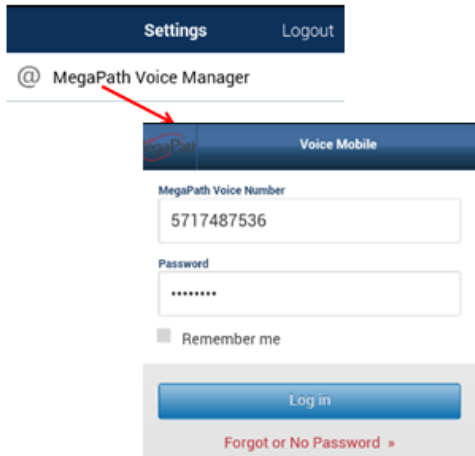 Settings Logout
@ MegaPath Voice Manager
Voice Mobile
MegaPath Voice Number
5717487536
Password
••••••••
Remember me
Log in
Forgot or No Password »